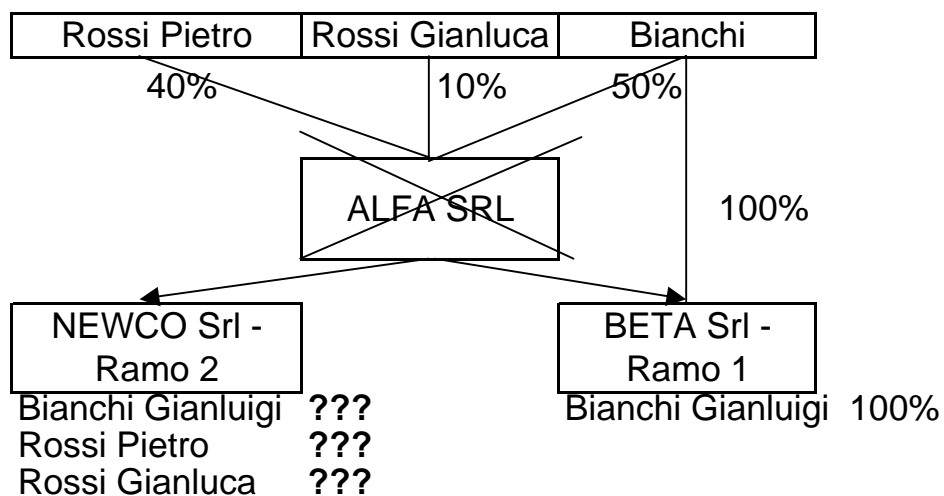 Rossi Pietro Rossi Gianluca Bianchi
40% 10% 50%
ALFA SRL 100%
NEWCO Srl - BETA Srl -
Ramo 2 Ramo 1
Bianchi Gianluigi ??? Bianchi Gianluigi 100%
Rossi Pietro ???
Rossi Gianluca ???